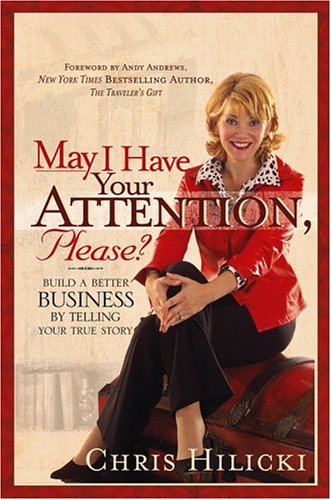 FOREWORD BY ANDY ANDREWS,
NEW YORK TIMES BESTSELLING AUTHOR,
THE TRAVELER'S GIFT
MAY I HAVE
YOUR
ATTENTION,
Please?
BUILD A BETTER
BUSINESS
BY TELLING
YOUR TRUE STORY
CHRIS HILICKI